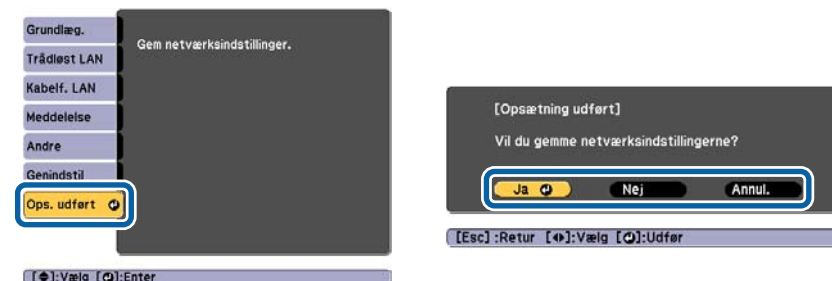 Grundlæg.
Trådløst LAN
Kabelf. LAN
Meddelelse
Andre
Genindstil
Ops. udført
Gem netværksindstillinger.
[ ]:Vælg [ ]:Enter
[Opsætning udført]
Vil du gemme netværksindstillingerne?
Ja Nej Annul.
[Esc] :Retur [ ]:Vælg [ ]:Udfør